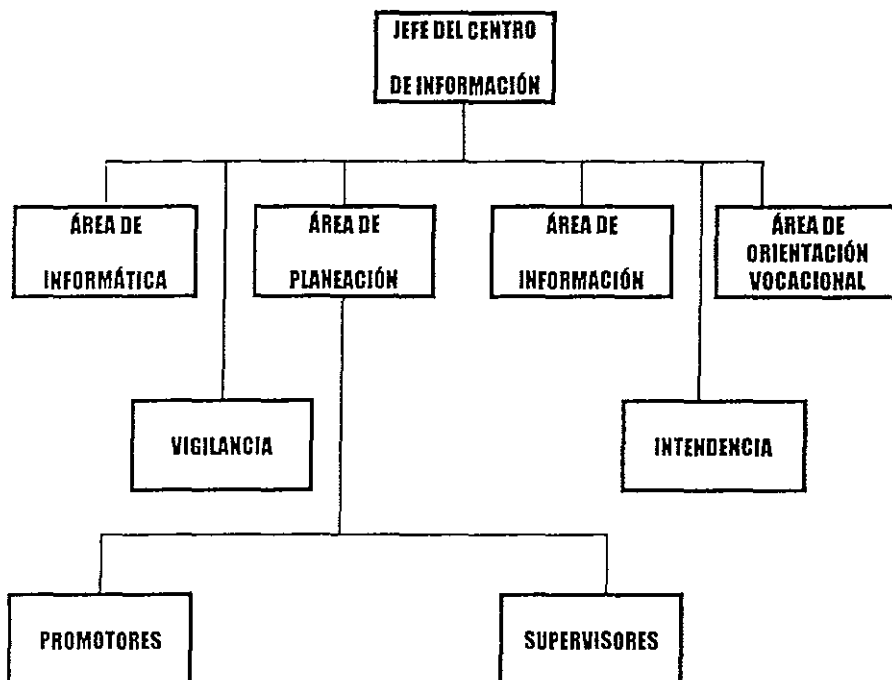 JEFE DEL CENTRO
DE INFORMACIÓN
ÁREA DE
INFORMÁTICA
ÁREA DE
PLANEACIÓN
ÁREA DE
INFORMACIÓN
ÁREA DE
ORIENTACIÓN
VOCACIONAL
VIGILANCIA
INTENDENCIA
PROMOTORES
SUPERVISORES